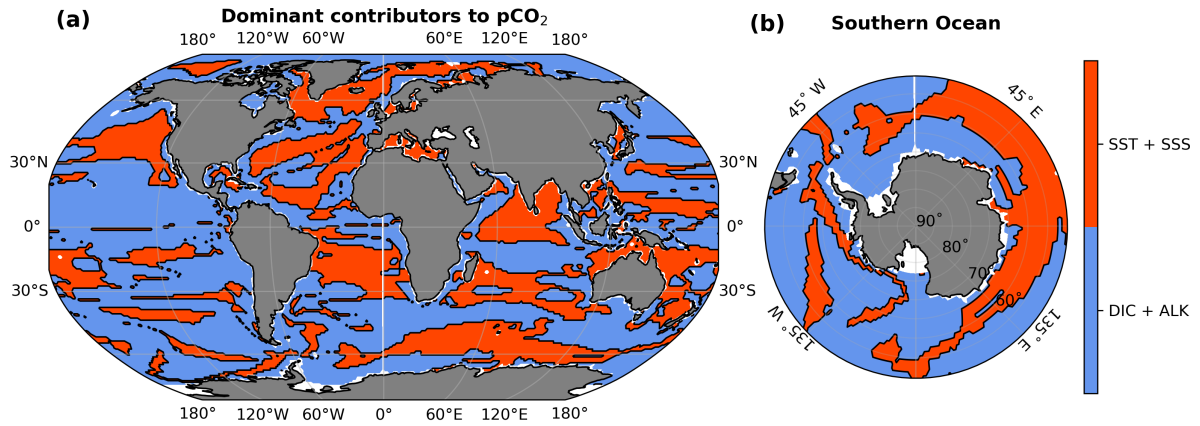 (a)
Dominant contributors to pCO₂
180° 120°W 60°W 60°E 120°E 180°
30°N
0°
30°S
30°N
0°
30°S
180° 120°W 60°W 0° 60°E 120°E 180°
(b)
Southern Ocean
45° W
45° E
90°
80°
70°
60°
135° W
135° E
SST + SSS
DIC + ALK